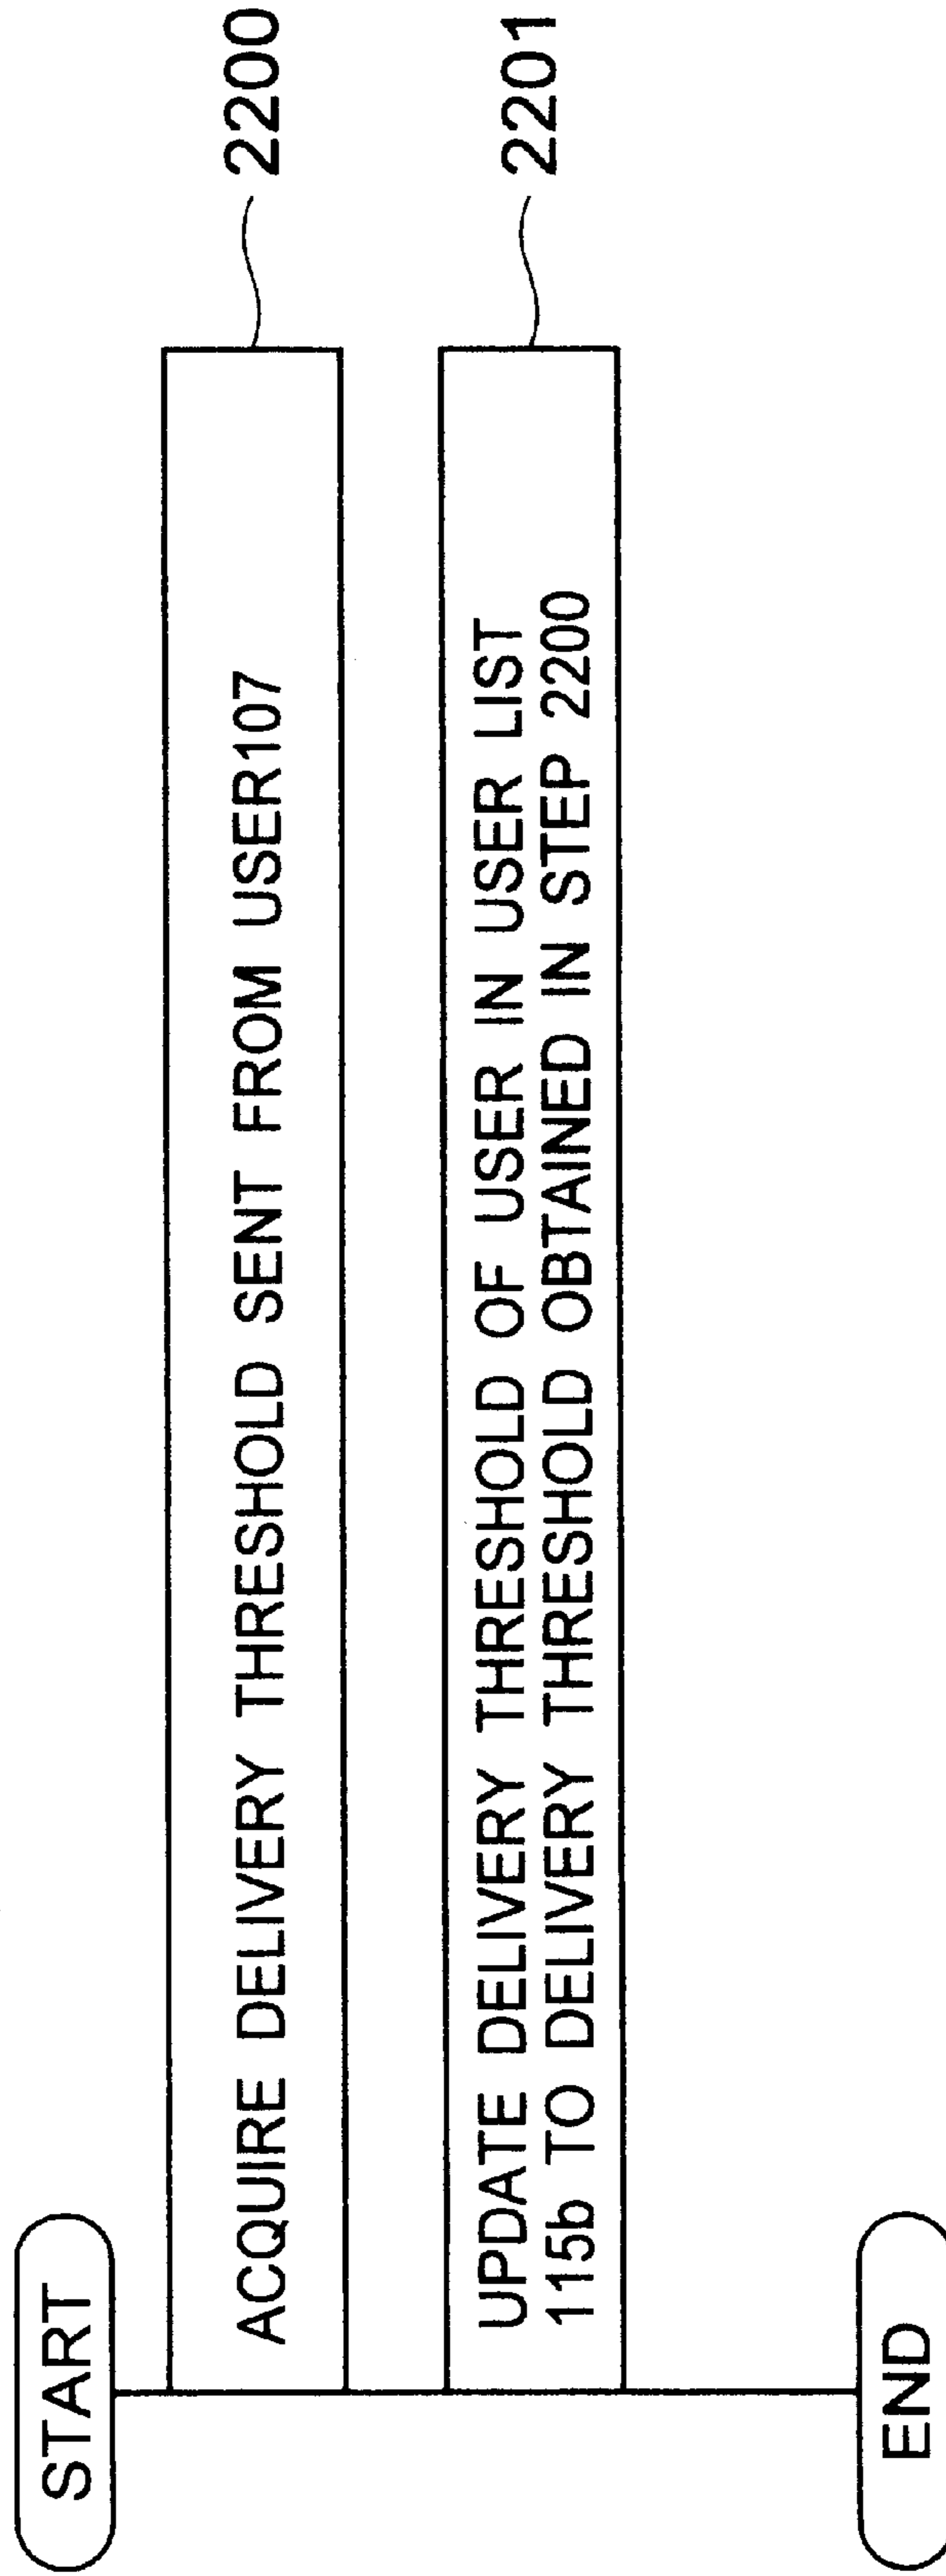 START
ACQUIRE DELIVERY THRESHOLD SENT FROM USER107
2200
UPDATE DELIVERY THRESHOLD OF USER IN USER LIST
115b TO DELIVERY THRESHOLD OBTAINED IN STEP 2200
2201
END